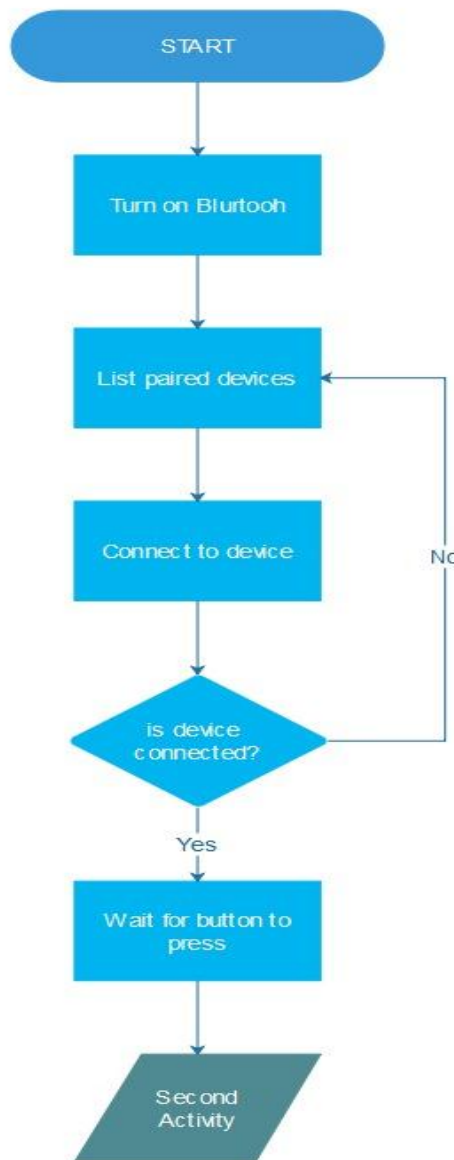 START
Turn on Blurtooh
List paired devices
Connect to device
No
is device
connected?
Yes
Wait for button to
press
Second
Activity